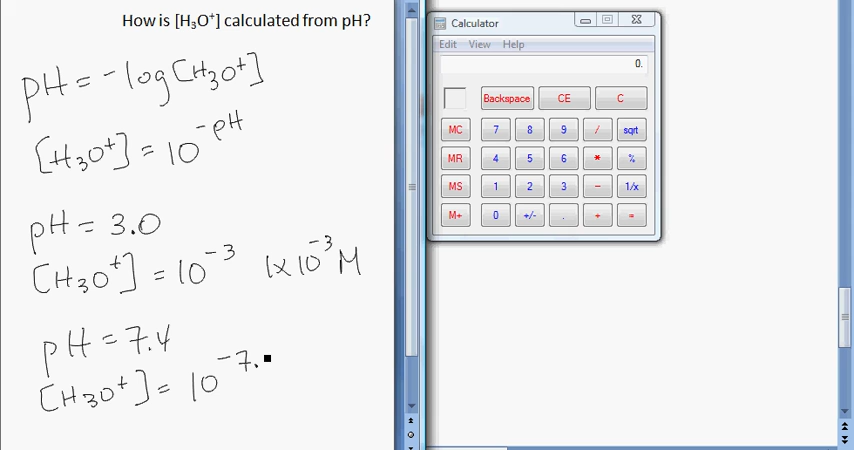 How is [H₃O⁺] calculated from pH?
pH = -log[H₃O⁺]
[H₃O⁺] = 10⁻ᵖᴴ
pH = 3.0
[H₃O⁺] = 10⁻³ 1x10⁻³ M
pH = 7.4
[H₃O⁺] = 10⁻⁷·
Calculator
Edit View Help
0.
Backspace CE C
MC 7 8 9 / sqrt
MR 4 5 6 * %
MS 1 2 3 - 1/x
M+ 0 +/- . + =